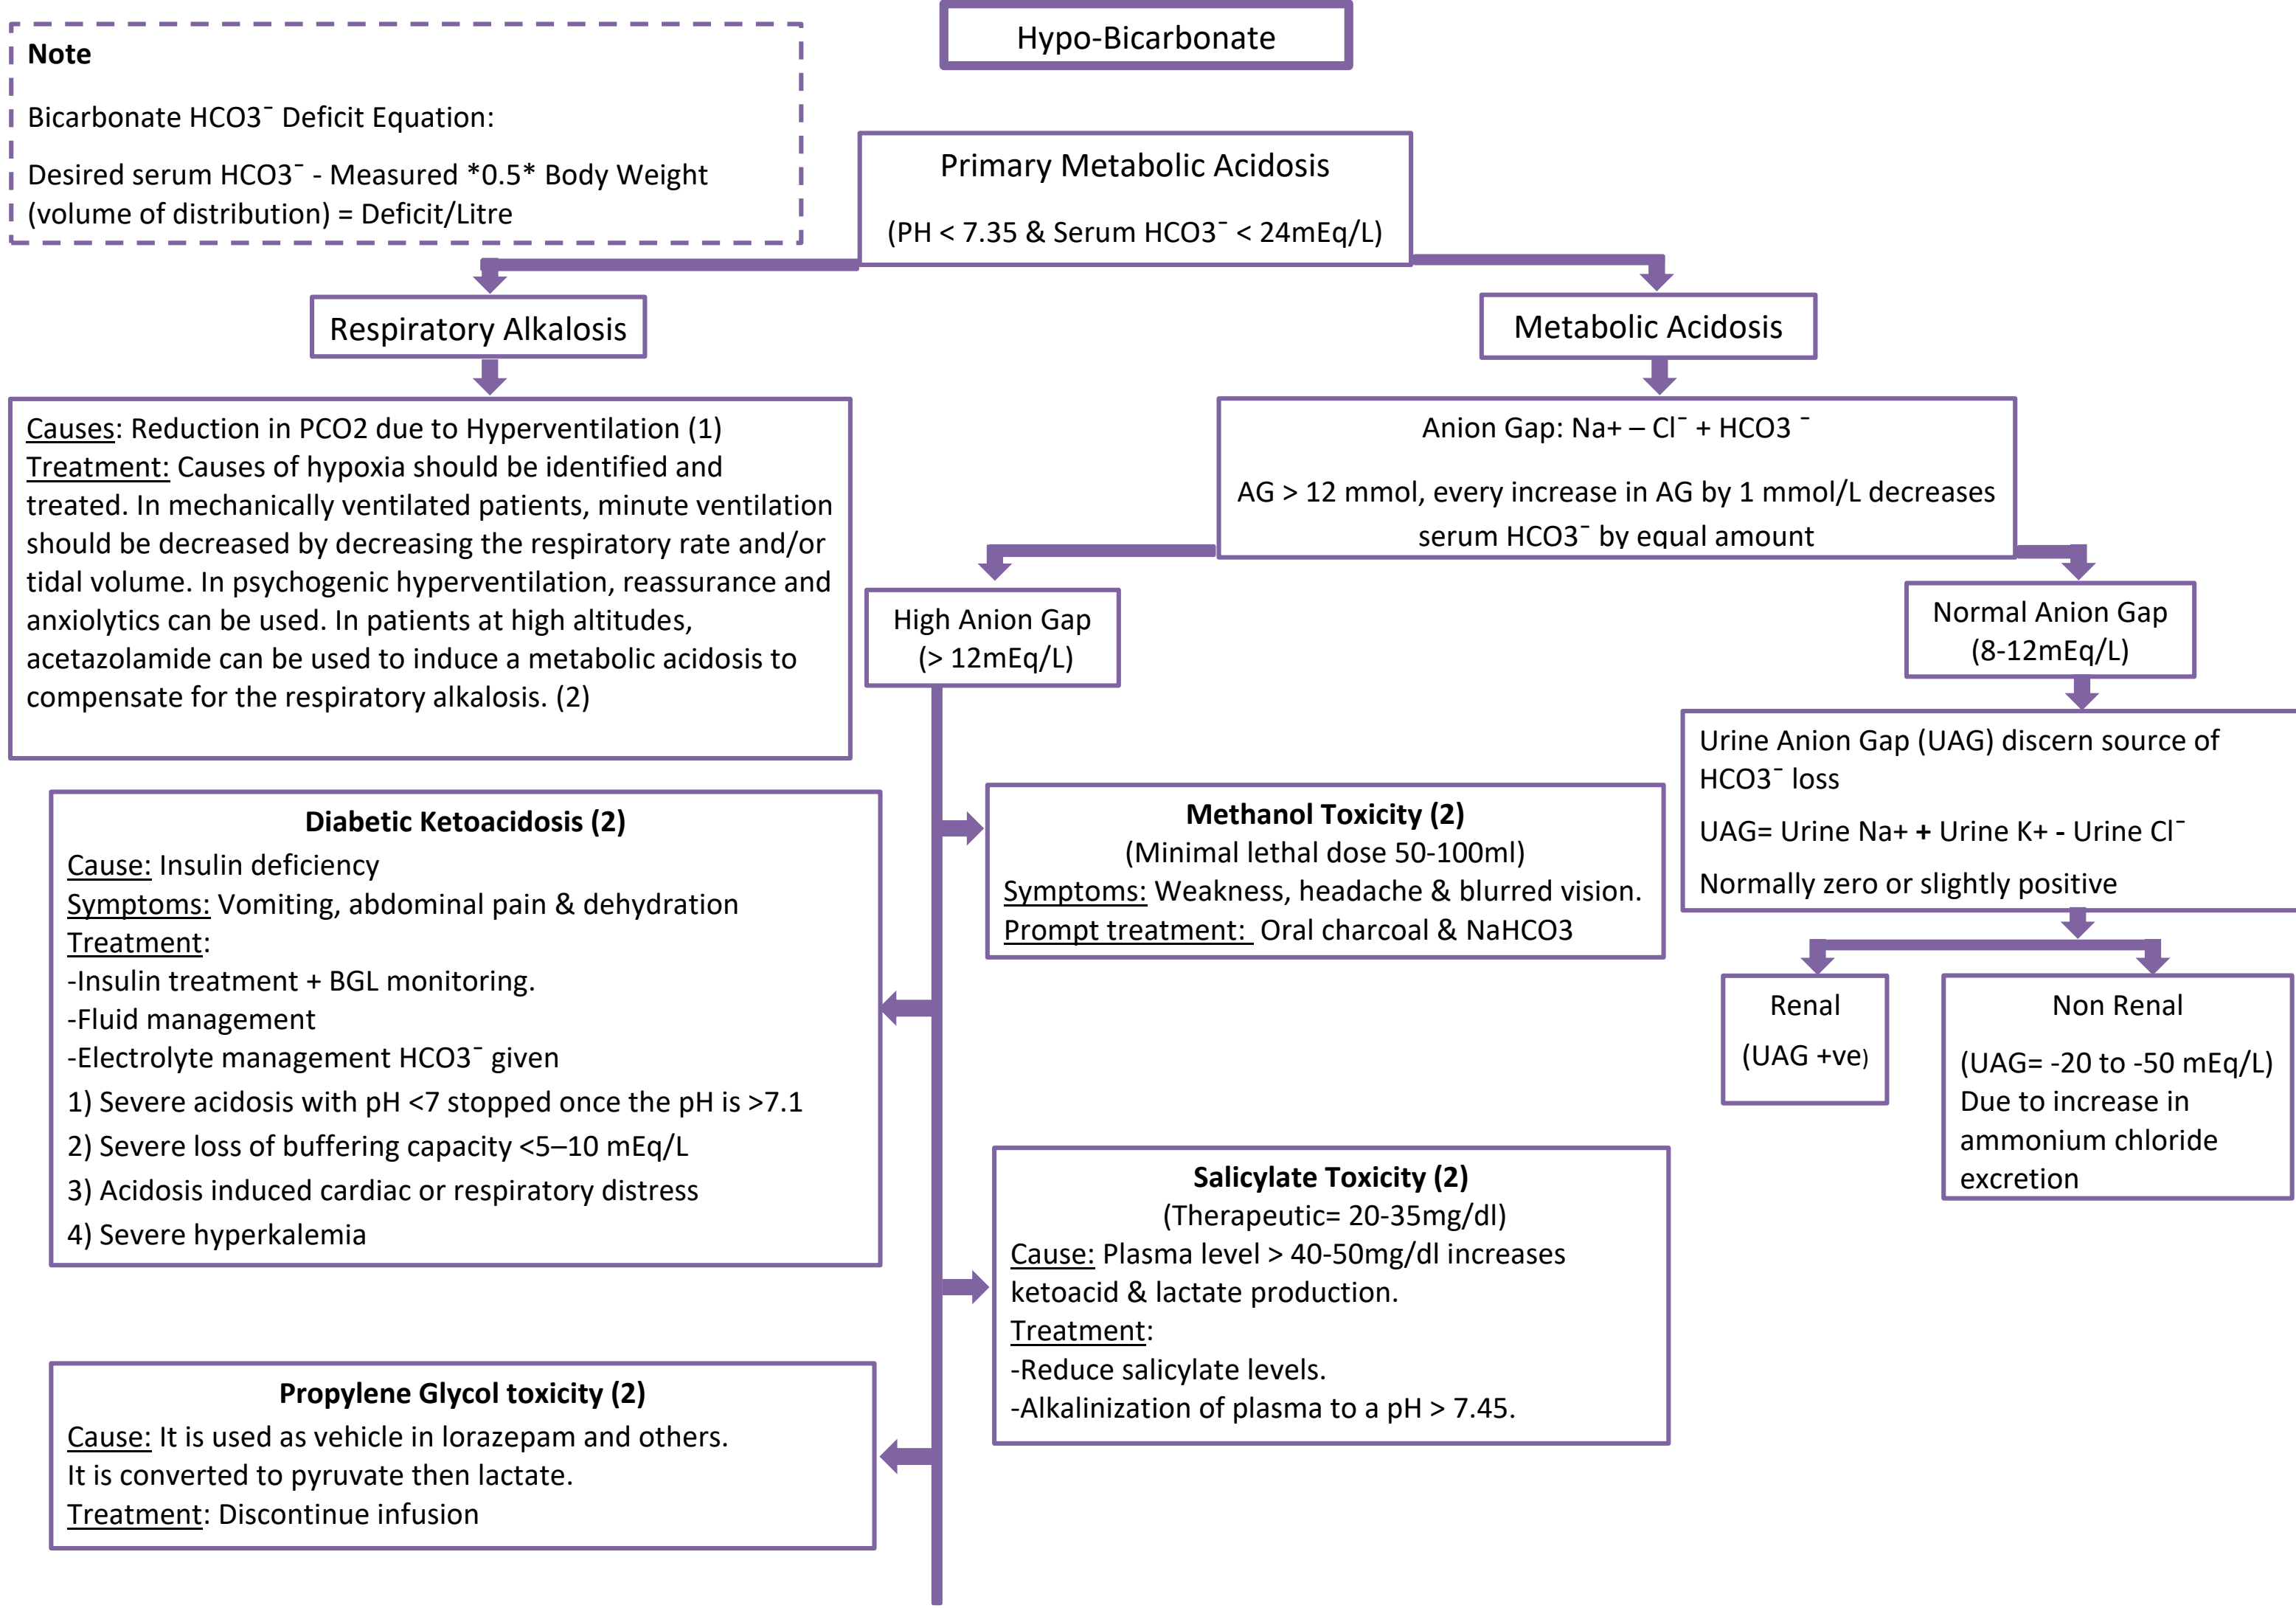 Hypo-Bicarbonate
Note
Bicarbonate HCO3⁻ Deficit Equation:
Desired serum HCO3⁻ - Measured *0.5* Body Weight
(volume of distribution) = Deficit/Litre
Primary Metabolic Acidosis
(PH < 7.35 & Serum HCO3⁻ < 24mEq/L)
Respiratory Alkalosis
Causes: Reduction in PCO2 due to Hyperventilation (1)
Treatment: Causes of hypoxia should be identified and
treated. In mechanically ventilated patients, minute ventilation
should be decreased by decreasing the respiratory rate and/or
tidal volume. In psychogenic hyperventilation, reassurance and
anxiolytics can be used. In patients at high altitudes,
acetazolamide can be used to induce a metabolic acidosis to
compensate for the respiratory alkalosis. (2)
Metabolic Acidosis
Anion Gap: Na+ – Cl⁻ + HCO3 ⁻
AG > 12 mmol, every increase in AG by 1 mmol/L decreases
serum HCO3⁻ by equal amount
High Anion Gap
(> 12mEq/L)
Normal Anion Gap
(8-12mEq/L)
Urine Anion Gap (UAG) discern source of
HCO3⁻ loss
UAG= Urine Na+ + Urine K+ - Urine Cl⁻
Normally zero or slightly positive
Renal
(UAG +ve)
Non Renal
(UAG= -20 to -50 mEq/L)
Due to increase in
ammonium chloride
excretion
Diabetic Ketoacidosis (2)
Cause: Insulin deficiency
Symptoms: Vomiting, abdominal pain & dehydration
Treatment:
-Insulin treatment + BGL monitoring.
-Fluid management
-Electrolyte management HCO3⁻ given
1) Severe acidosis with pH <7 stopped once the pH is >7.1
2) Severe loss of buffering capacity <5–10 mEq/L
3) Acidosis induced cardiac or respiratory distress
4) Severe hyperkalemia
Methanol Toxicity (2)
(Minimal lethal dose 50-100ml)
Symptoms: Weakness, headache & blurred vision.
Prompt treatment: Oral charcoal & NaHCO3
Salicylate Toxicity (2)
(Therapeutic= 20-35mg/dl)
Cause: Plasma level > 40-50mg/dl increases
ketoacid & lactate production.
Treatment:
-Reduce salicylate levels.
-Alkalinization of plasma to a pH > 7.45.
Propylene Glycol toxicity (2)
Cause: It is used as vehicle in lorazepam and others.
It is converted to pyruvate then lactate.
Treatment: Discontinue infusion